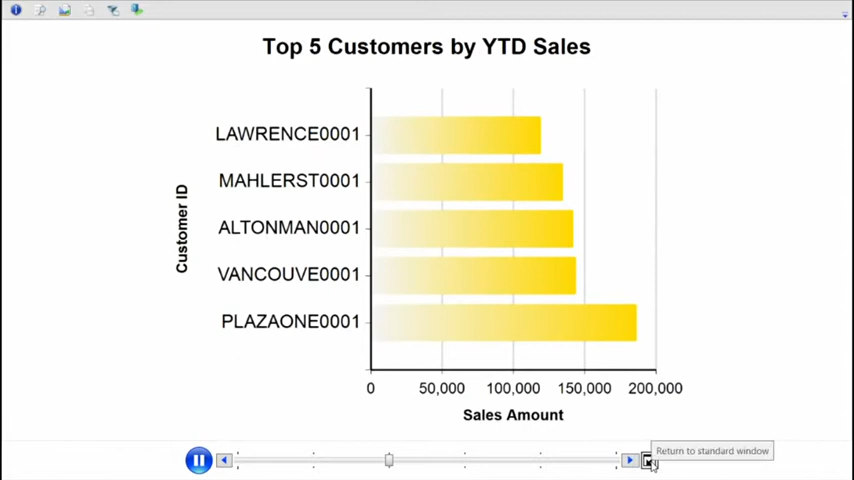 Top 5 Customers by YTD Sales
LAWRENCE0001
MAHLERST0001
ALTONMAN0001
VANCOUVE0001
PLAZAONE0001
Customer ID
0 50,000 100,000 150,000 200,000
Sales Amount
Return to standard window